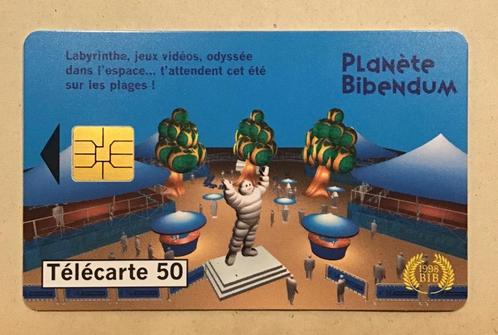 Labyrinthe, jeux vidéos, odyssée
dans l'espace... t'attendent cet été
sur les plages !
Planète
Bibendum
Télécarte 50
1998
BIB